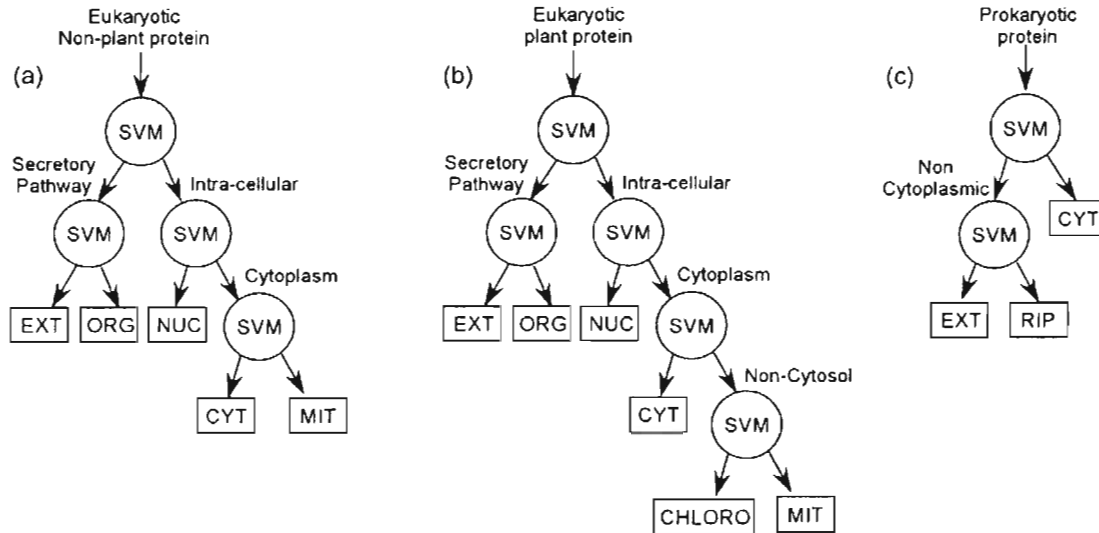 Eukaryotic
Non-plant protein
(a)
SVM
Secretory
Pathway
Intra-cellular
SVM
SVM
Cytoplasm
EXT
ORG
NUC
SVM
CYT
MIT
Eukaryotic
plant protein
(b)
SVM
Secretory
Pathway
Intra-cellular
SVM
SVM
Cytoplasm
EXT
ORG
NUC
SVM
Non-Cytosol
CYT
SVM
CHLORO
MIT
Prokaryotic
protein
(c)
SVM
Non
Cytoplasmic
CYT
SVM
EXT
RIP